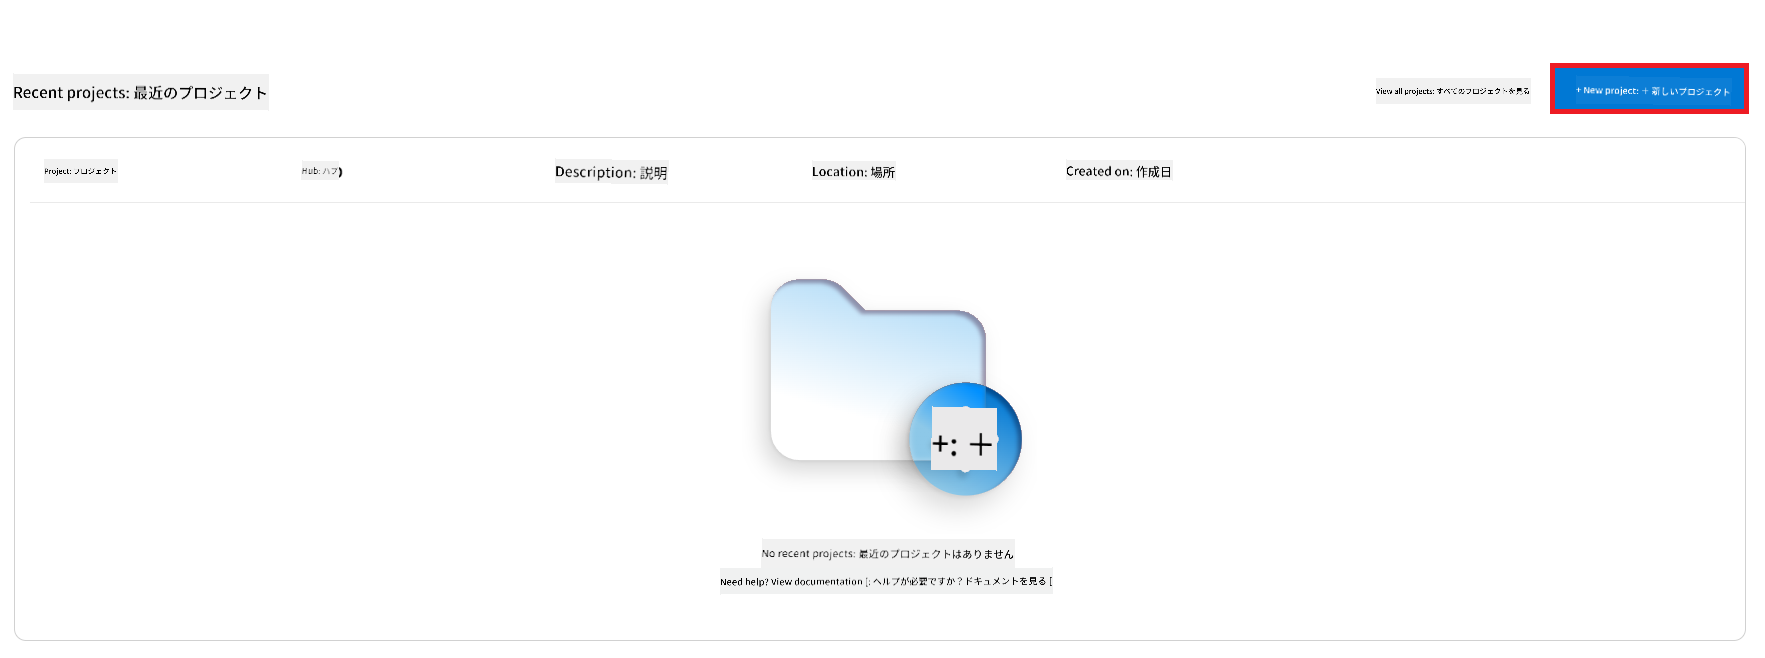 Recent projects: 最近のプロジェクト
View all projects: すべてのプロジェクトを見る
+ New project: + 新しいプロジェクト
Project: プロジェクト
Hub: ハブ)
Description: 説明
Location: 場所
Created on: 作成日
+: +
No recent projects: 最近のプロジェクトはありません
Need help? View documentation [: ヘルプが必要ですか？ドキュメントを見る [